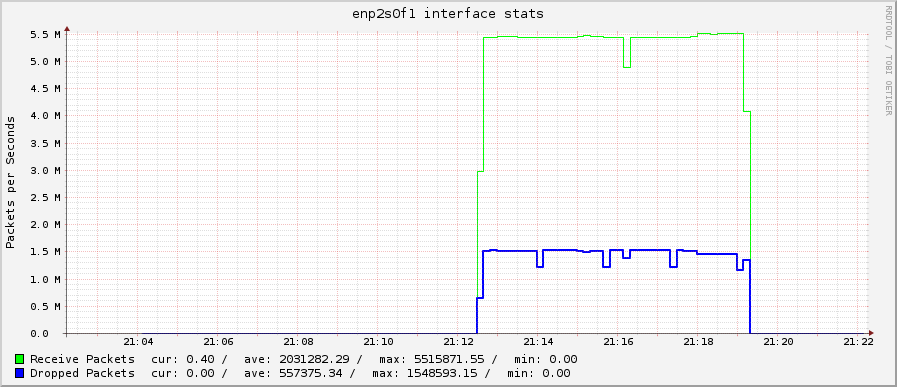 enp2s0f1 interface stats
RRDTOOL / TOBI OETIKER
Packets per Seconds
5.5 M
5.0 M
4.5 M
4.0 M
3.5 M
3.0 M
2.5 M
2.0 M
1.5 M
1.0 M
0.5 M
0.0
21:04 21:06 21:08 21:10 21:12 21:14 21:16 21:18 21:20 21:22
Receive Packets cur: 0.40 / ave: 2031282.29 / max: 5515871.55 / min: 0.00
Dropped Packets cur: 0.00 / ave: 557375.34 / max: 1548593.15 / min: 0.00